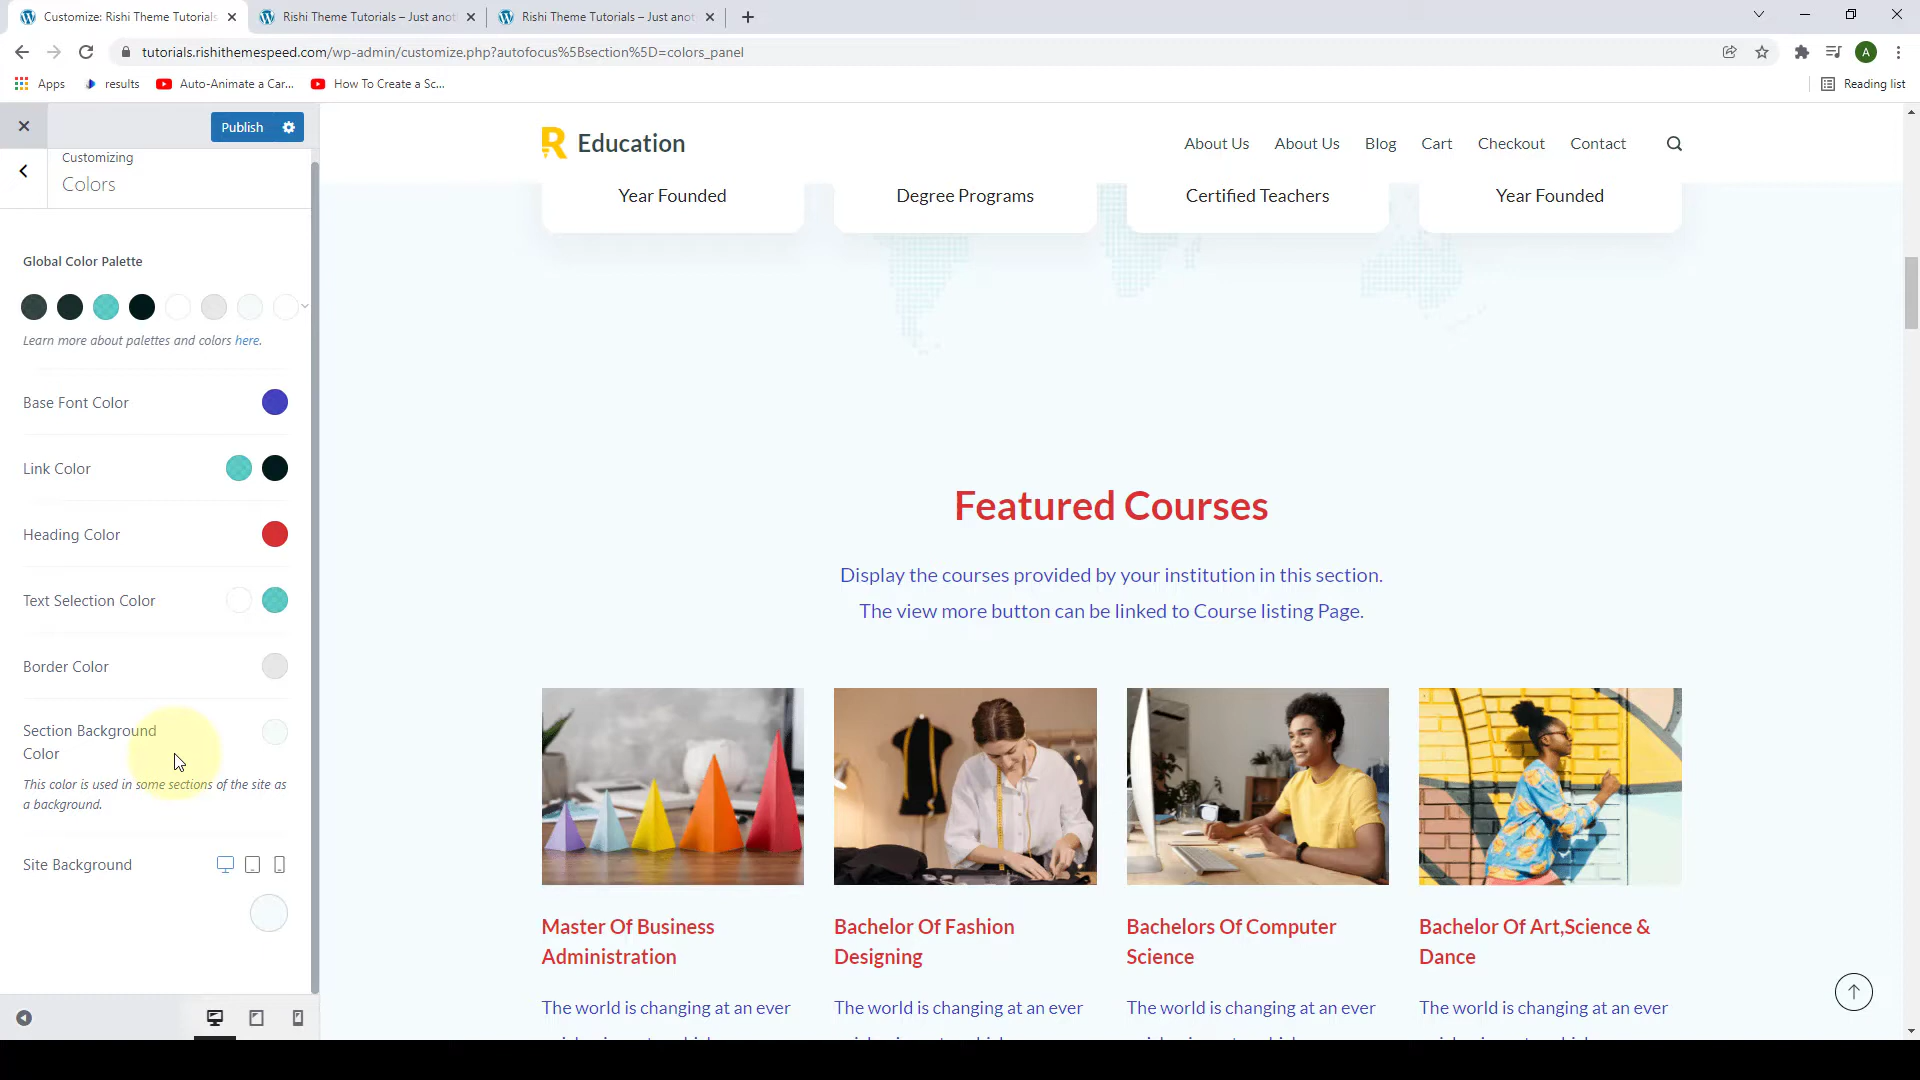 Customize: Rishi Theme Tutorials
Rishi Theme Tutorials – Just anot
Rishi Theme Tutorials – Just anot
tutorials.rishithemespeed.com/wp-admin/customize.php?autofocus%5Bsection%5D=colors_panel
A
Apps
results
Auto-Animate a Car...
How To Create a Sc...
Reading list
Publish
Customizing
Colors
Global Color Palette
Learn more about palettes and colors here.
Base Font Color
Link Color
Heading Color
Text Selection Color
Border Color
Section Background
Color
This color is used in some sections of the site as
a background.
Site Background
R Education
About Us About Us Blog Cart Checkout Contact
Year Founded
Degree Programs
Certified Teachers
Year Founded
Featured Courses
Display the courses provided by your institution in this section.
The view more button can be linked to Course listing Page.
Master Of Business
Administration
The world is changing at an ever
Bachelor Of Fashion
Designing
The world is changing at an ever
Bachelors Of Computer
Science
The world is changing at an ever
Bachelor Of Art,Science &
Dance
The world is changing at an ever